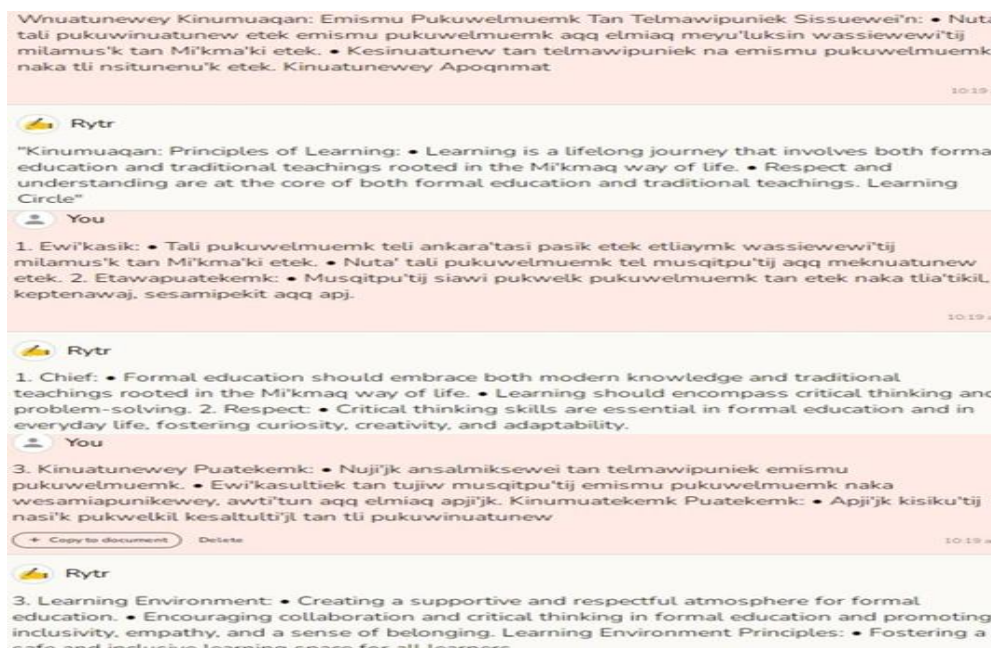 Wnuatunewey Kinumuaqan: Emismu Pukuwelmuemk Tan Telmawipuniek Sissuewei'n: • Nuta
tali pukuwinuatunew etek emismu pukuwelmuemk aqq elmiaq meyu'luksin wassiewewi'tij
milamus'k tan Mi'kma'ki etek. • Kesinuatunew tan telmawipuniek na emismu pukuwelmuemk
naka tli nsitunenu'k etek. Kinuatunewey Apoqnmat
10:19
Rytr
"Kinumuaqan: Principles of Learning: • Learning is a lifelong journey that involves both forma
education and traditional teachings rooted in the Mi'kmaq way of life. • Respect and
understanding are at the core of both formal education and traditional teachings. Learning
Circle"
You
1. Ewi'kasik: • Tali pukuwelmuemk teli ankara'tasi pasik etek etliaymk wassiewewi'tij
milamus'k tan Mi'kma'ki etek. • Nuta' tali pukuwelmuemk tel musqitpu'tij aqq meknuatunew
etek. 2. Etawapuatekemk: • Musqitpu'tij siawi pukwelk pukuwelmuemk tan etek naka tlia'tikil,
keptenawaj, sesamipekit aqq apj.
10:19
Rytr
1. Chief: • Formal education should embrace both modern knowledge and traditional
teachings rooted in the Mi'kmaq way of life. • Learning should encompass critical thinking and
problem-solving. 2. Respect: • Critical thinking skills are essential in formal education and in
everyday life, fostering curiosity, creativity, and adaptability.
You
3. Kinuatunewey Puatekemk: • Nuji'jk ansalmiksewei tan telmawipuniek emismu
pukuwelmuemk. • Ewi'kasultiek tan tujiw musqitpu'tij emismu pukuwelmuemk naka
wesamiapunikewey, awti'tun aqq elmiaq apji'jk. Kinumuatekemk Puatekemk: • Apji'jk kisiku'tij
nasi'k pukwelkil kesaltulti'jl tan tli pukuwinuatunew
+ Copy to document Delete
10:19
Rytr
3. Learning Environment: • Creating a supportive and respectful atmosphere for formal
education. • Encouraging collaboration and critical thinking in formal education and promoting
inclusivity, empathy, and a sense of belonging. Learning Environment Principles: • Fostering a
safe and inclusive learning space for all learners